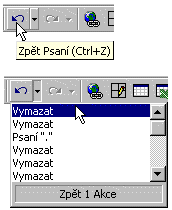 Zpět Psaní (Ctrl+Z)
Vymazat
Vymazat
Psaní "."
Vymazat
Vymazat
Vymazat
Zpět 1 Akce